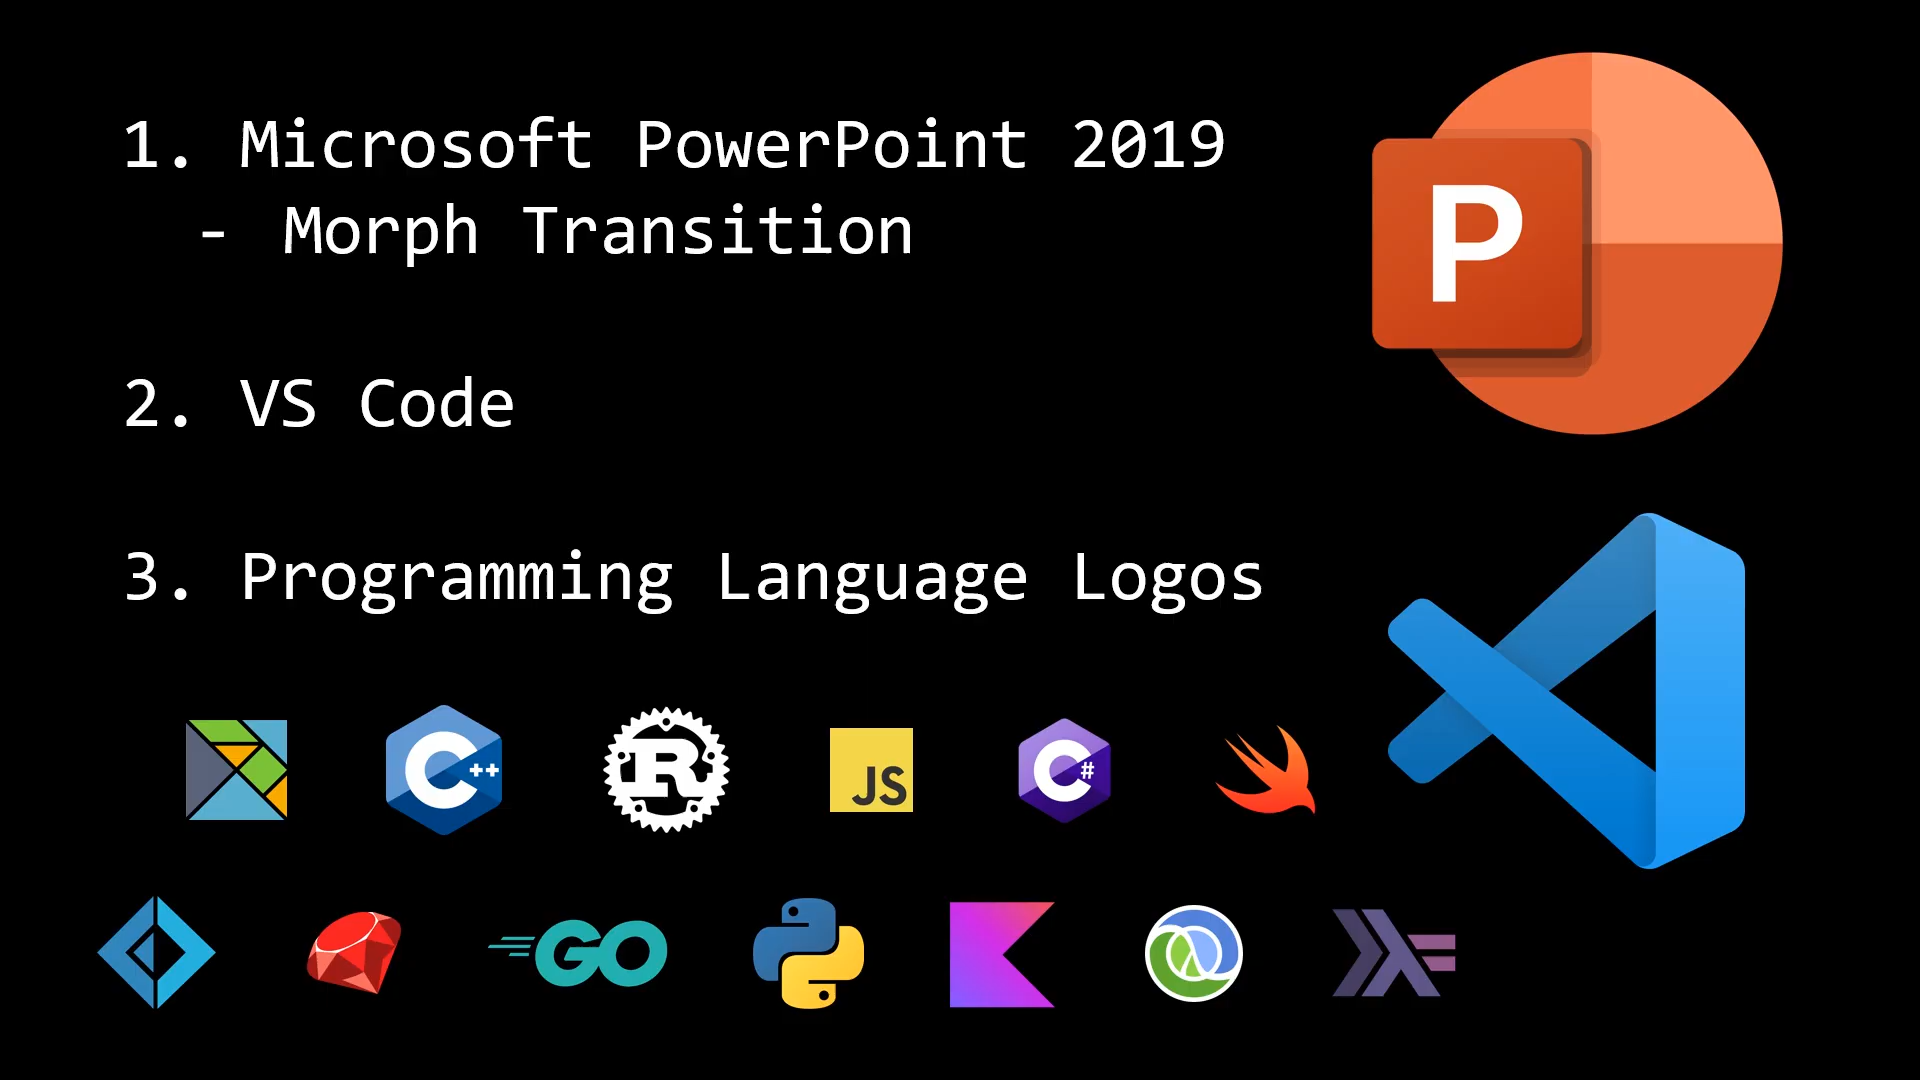 1. Microsoft PowerPoint 2019
- Morph Transition
2. VS Code
3. Programming Language Logos
P
C++
R
JS
C#
GO